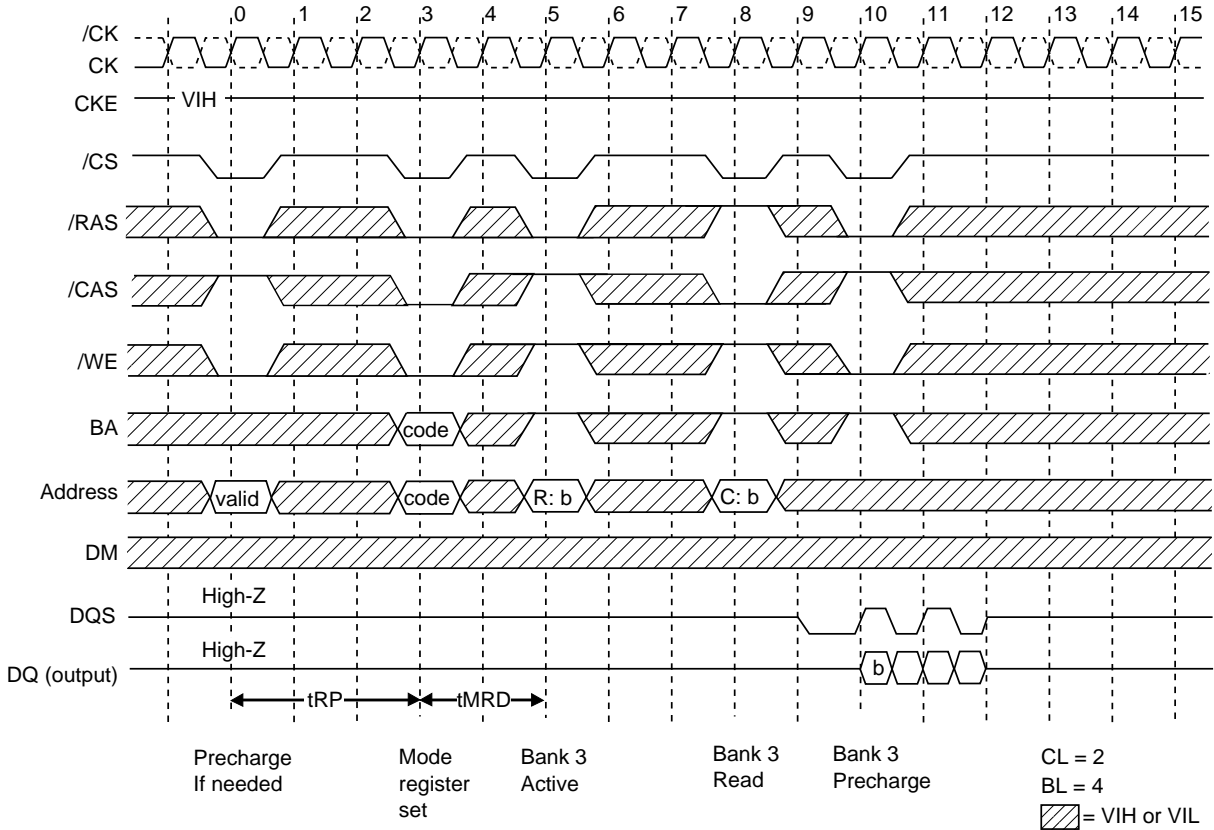 0 1 2 3 4 5 6 7 8 9 10 11 12 13 14 15
/CK
CK
CKE
VIH
/CS
/RAS
/CAS
/WE
BA
code
Address
valid
code
R: b
C: b
DM
High-Z
DQS
High-Z
DQ (output)
b
tRP
tMRD
Precharge
If needed
Mode
register
set
Bank 3
Active
Bank 3
Read
Bank 3
Precharge
CL = 2
BL = 4
= VIH or VIL